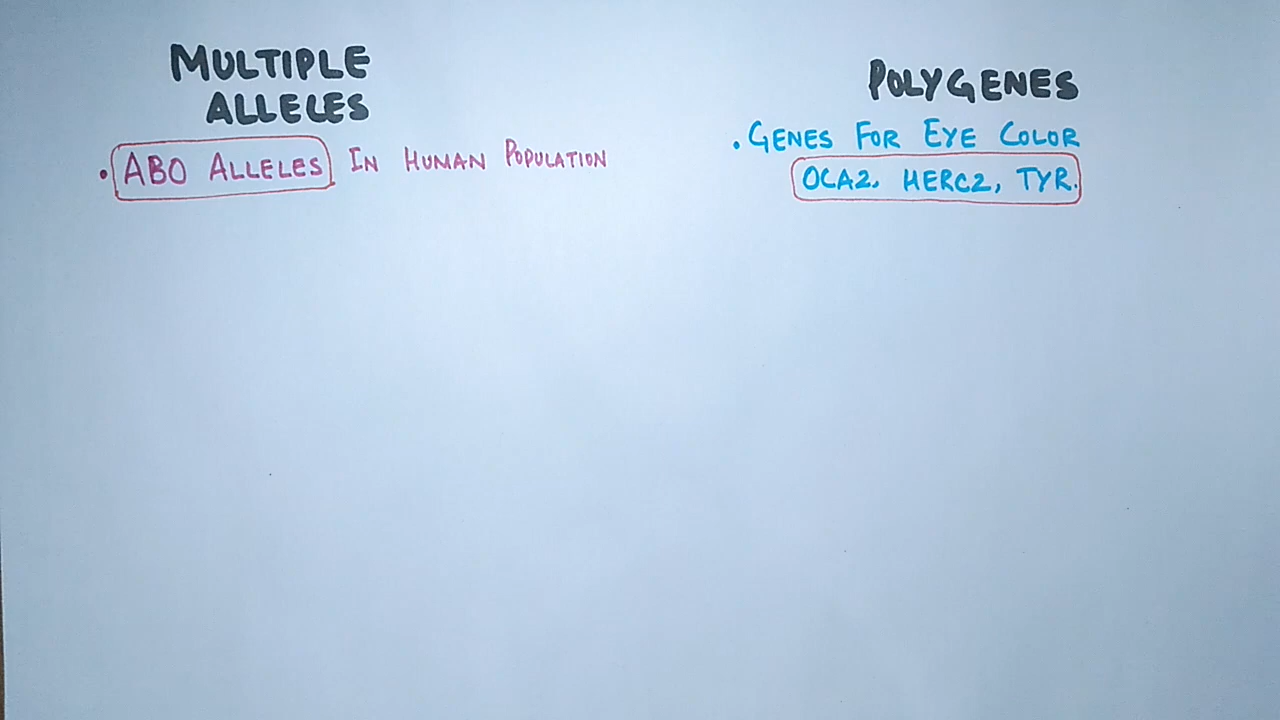 MULTIPLE
ALLELES
. ABO ALLELES IN HUMAN POPULATION
POLYGENES
. GENES FOR EYE COLOR
OCA2, HERC2, TYR.